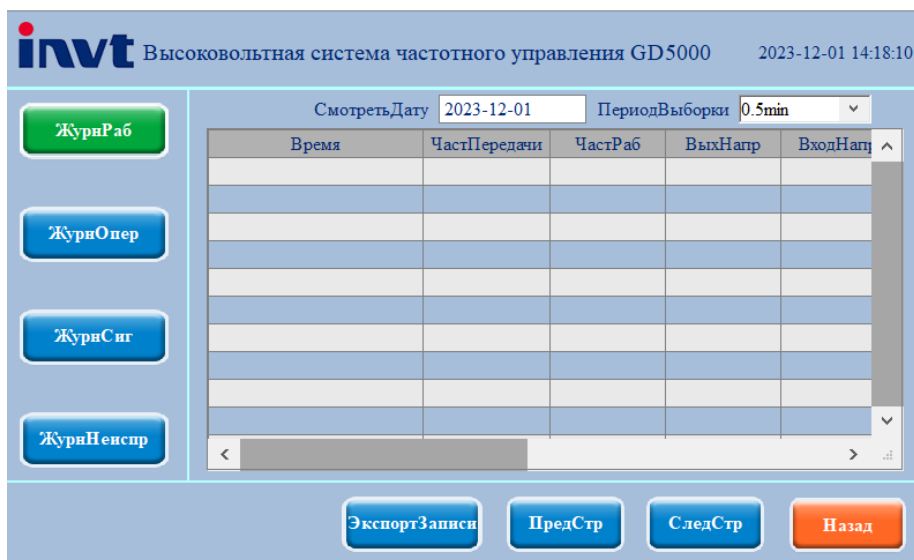 invt Высоковольтная система частотного управления GD5000 2023-12-01 14:18:10
ЖурнРаб
ЖурнОпер
ЖурнСиг
ЖурнНеиспр
СмотретьДату 2023-12-01 ПериодВыборки 0.5min
Время ЧастПередачи ЧастРаб ВыхНапр ВходНапр
ЭкспортЗаписи ПредСтр СледСтр Назад